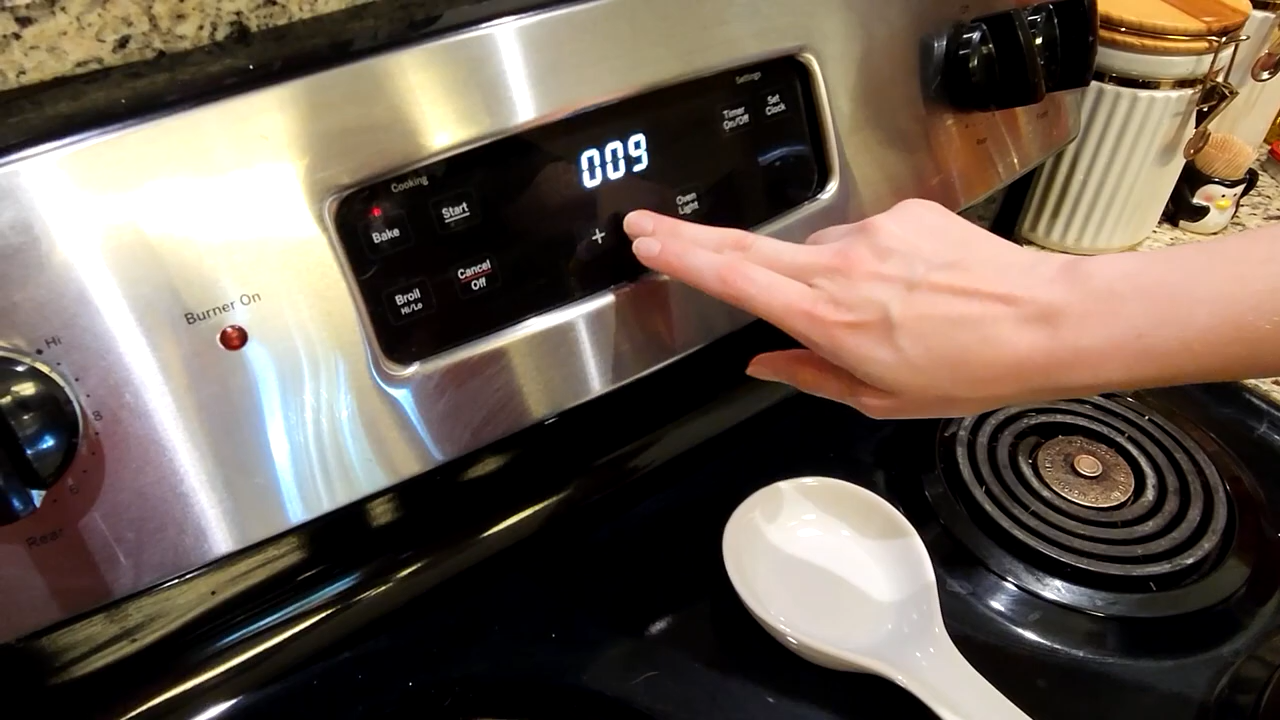 Settings
Timer
On/Off
Set
Clock
009
Cooking
Bake
Start
Oven
Light
+
Broil
Hi/Lo
Cancel
Off
Burner On
Hi
8
6
Rear